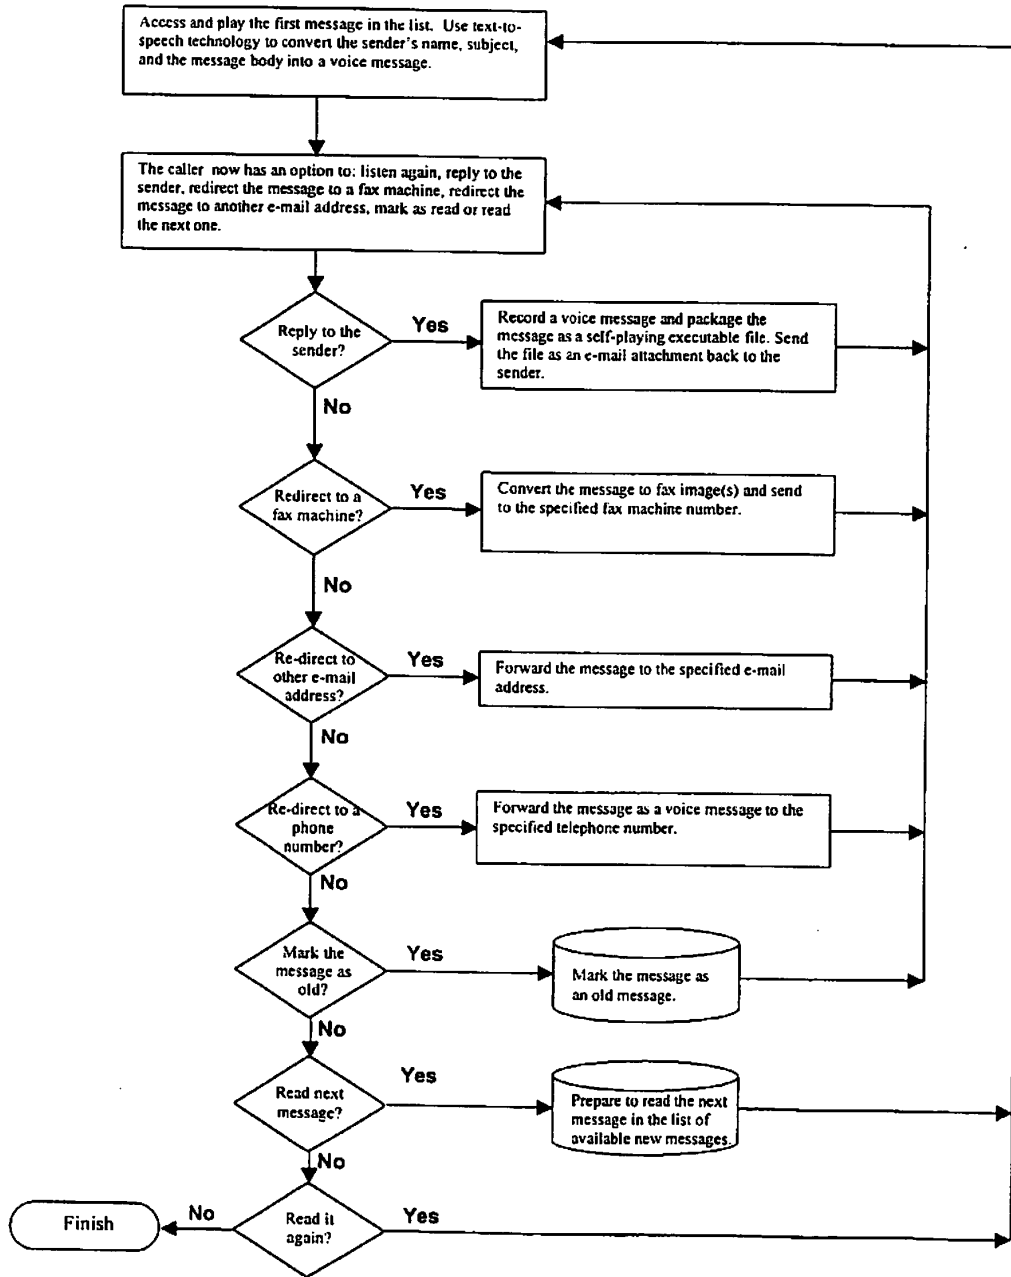 Access and play the first message in the list. Use text-to-
speech technology to convert the sender's name, subject,
and the message body into a voice message.
The caller now has an option to: listen again, reply to the
sender, redirect the message to a fax machine, redirect the
message to another e-mail address, mark as read or read
the next one.
Reply to the
sender?
Yes
Record a voice message and package the
message as a self-playing executable file. Send
the file as an e-mail attachment back to the
sender.
No
Redirect to a
fax machine?
Yes
Convert the message to fax image(s) and send
to the specified fax machine number.
No
Re-direct to
other e-mail
address?
Yes
Forward the message to the specified e-mail
address.
No
Re-direct to a
phone
number?
Yes
Forward the message as a voice message to the
specified telephone number.
No
Mark the
message as
old?
Yes
Mark the message as
an old message.
No
Read next
message?
Yes
Prepare to read the next
message in the list of
available new messages.
No
Read it
again?
Yes
No
Finish